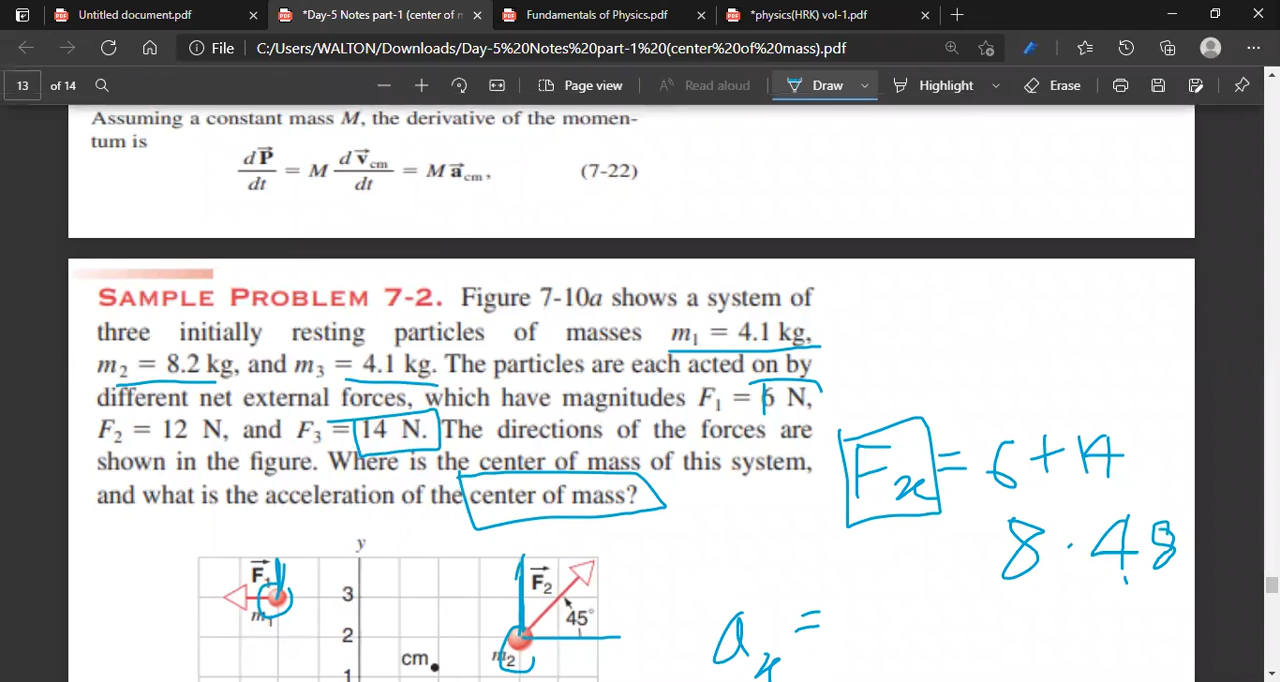 Untitled document.pdf
*Day-5 Notes part-1 (center of n
Fundamentals of Physics.pdf
*physics(HRK) vol-1.pdf
File
C:/Users/WALTON/Downloads/Day-5%20Notes%20part-1%20(center%20of%20mass).pdf
13 of 14
Page view
Read aloud
Draw
Highlight
Erase
Assuming a constant mass M, the derivative of the momen-
tum is
dP⃗/dt = M dv⃗cm/dt = Ma⃗cm, (7-22)
SAMPLE PROBLEM 7-2. Figure 7-10a shows a system of
three initially resting particles of masses m₁ = 4.1 kg,
m₂ = 8.2 kg, and m₃ = 4.1 kg. The particles are each acted on by
different net external forces, which have magnitudes F₁ = 6 N,
F₂ = 12 N, and F₃ = 14 N. The directions of the forces are
shown in the figure. Where is the center of mass of this system,
and what is the acceleration of the center of mass?
Fx = 6 + 14
8.48
ax =
y
F⃗₁
m₁
3
2
1
F⃗₂
45°
m₂
cm